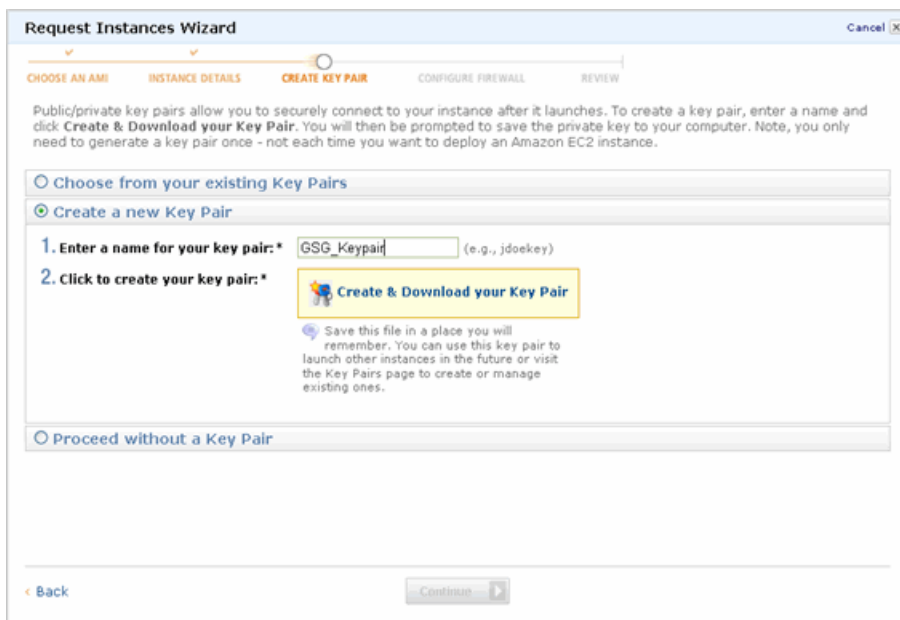 Request Instances Wizard
Cancel
CHOOSE AN AMI INSTANCE DETAILS CREATE KEY PAIR CONFIGURE FIREWALL REVIEW
Public/private key pairs allow you to securely connect to your instance after it launches. To create a key pair, enter a name and
click Create & Download your Key Pair. You will then be prompted to save the private key to your computer. Note, you only
need to generate a key pair once - not each time you want to deploy an Amazon EC2 instance.
Choose from your existing Key Pairs
Create a new Key Pair
1. Enter a name for your key pair:* GSG_Keypair (e.g., jdoekey)
2. Click to create your key pair:*
Create & Download your Key Pair
Save this file in a place you will
remember. You can use this key pair to
launch other instances in the future or visit
the Key Pairs page to create or manage
existing ones.
Proceed without a Key Pair
Back
Continue